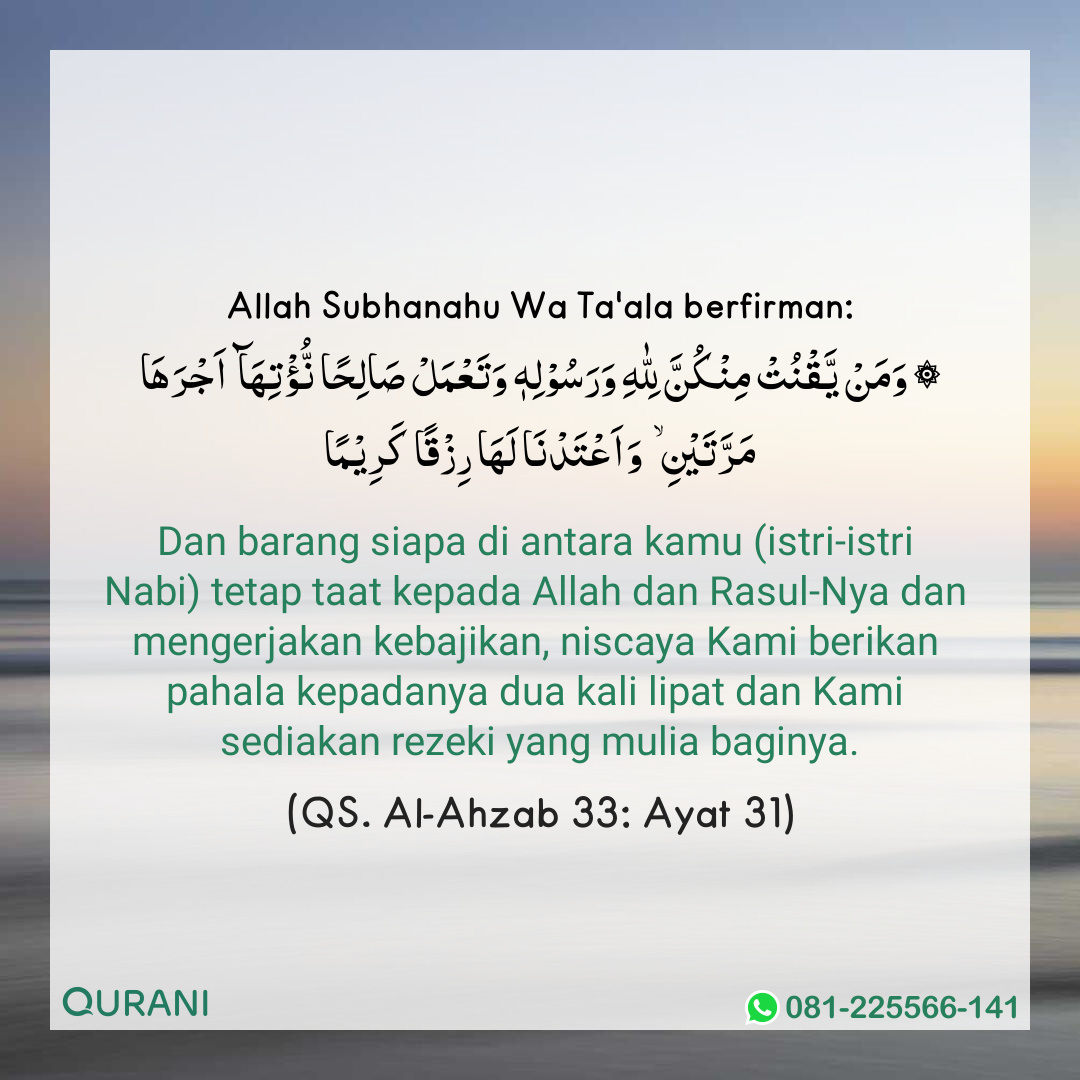 Allah Subhanahu Wa Ta'ala berfirman:
۞ وَمَنْ يَّقْنُتْ مِنْكُنَّ لِلّٰهِ وَرَسُوْلِهٖ وَتَعْمَلْ صَالِحًا نُّؤْتِهَآ اَجْرَهَا
مَرَّتَيْنِۙ وَاَعْتَدْنَا لَهَا رِزْقًا كَرِيْمًا
Dan barang siapa di antara kamu (istri-istri
Nabi) tetap taat kepada Allah dan Rasul-Nya dan
mengerjakan kebajikan, niscaya Kami berikan
pahala kepadanya dua kali lipat dan Kami
sediakan rezeki yang mulia baginya.
(QS. Al-Ahzab 33: Ayat 31)
QURANI
081-225566-141